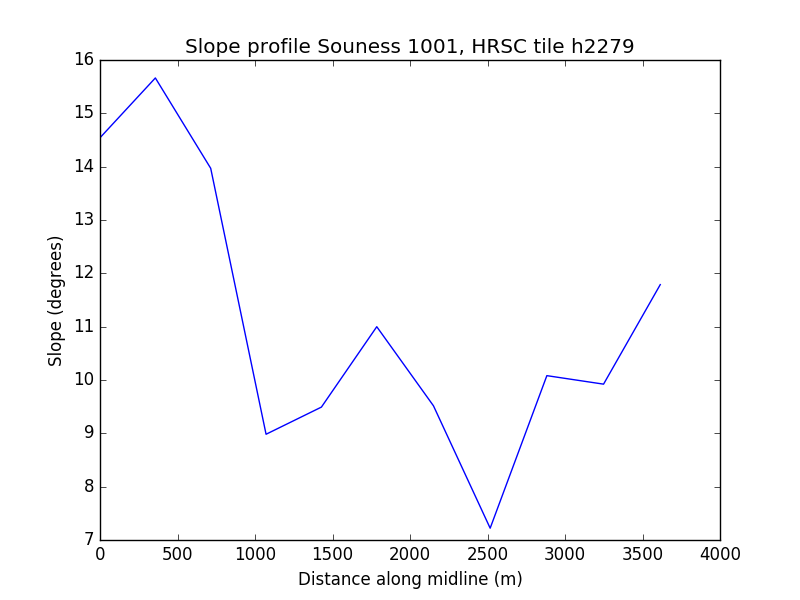 Slope profile Souness 1001, HRSC tile h2279
16
15
14
13
12
11
10
9
8
7
Slope (degrees)
0 500 1000 1500 2000 2500 3000 3500 4000
Distance along midline (m)